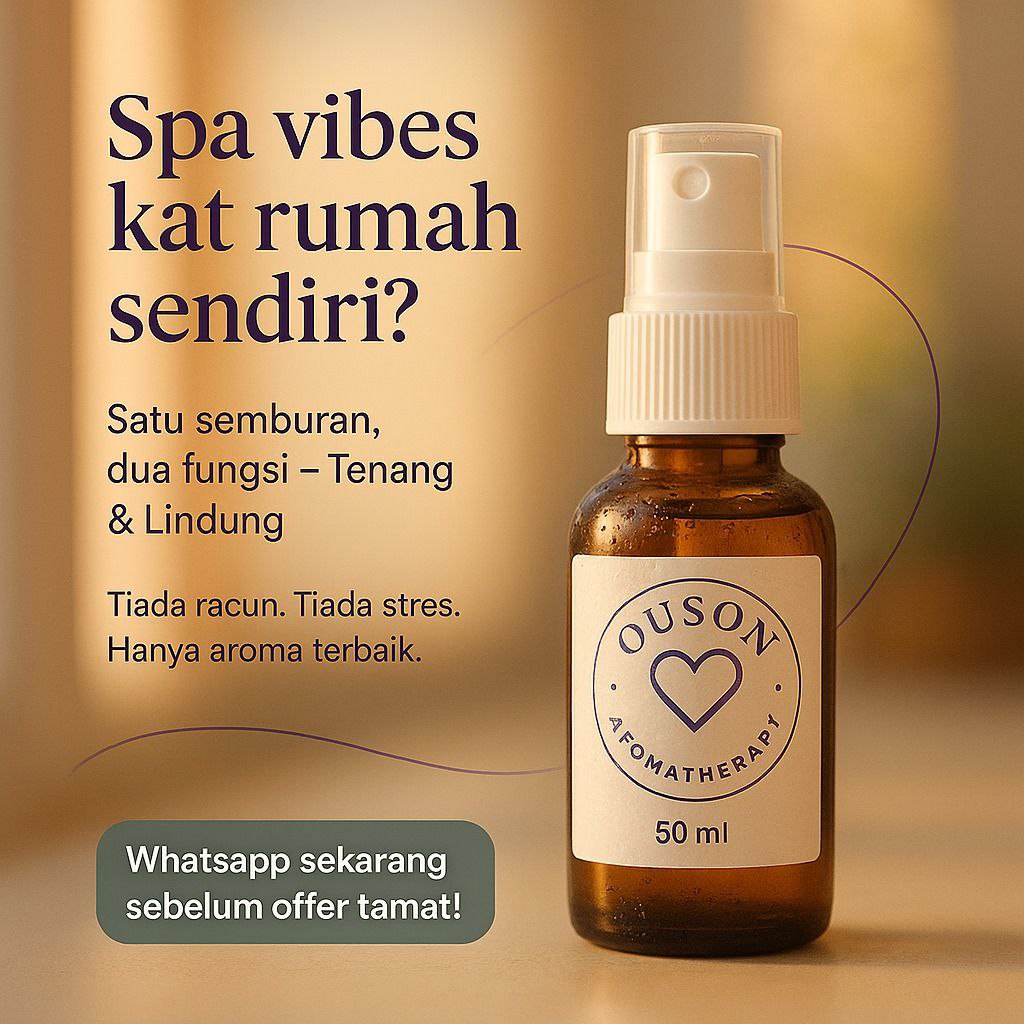 Spa vibes
kat rumah
sendiri?
Satu semburan,
dua fungsi – Tenang
& Lindung
Tiada racun. Tiada stres.
Hanya aroma terbaik.
Whatsapp sekarang
sebelum offer tamat!
OUSON
AFOMATHERAPY
50 ml